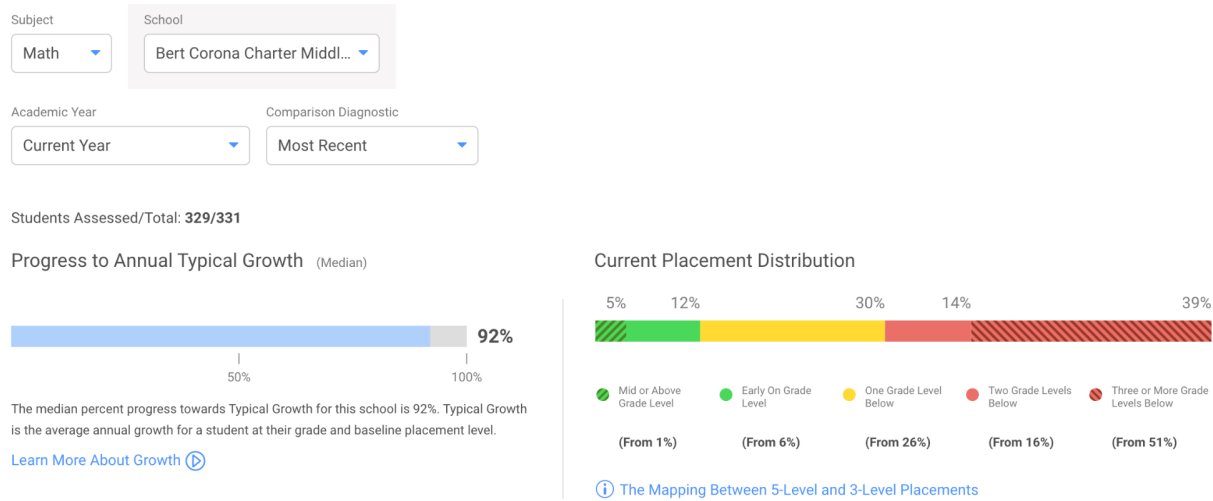 Subject
School
Math
Bert Corona Charter Middl...
Academic Year
Comparison Diagnostic
Current Year
Most Recent
Students Assessed/Total: 329/331
Progress to Annual Typical Growth (Median)
92%
50%
100%
The median percent progress towards Typical Growth for this school is 92%. Typical Growth
is the average annual growth for a student at their grade and baseline placement level.
Learn More About Growth
Current Placement Distribution
5% 12% 30% 14% 39%
Mid or Above
Grade Level
Early On Grade
Level
One Grade Level
Below
Two Grade Levels
Below
Three or More Grade
Levels Below
(From 1%) (From 6%) (From 26%) (From 16%) (From 51%)
The Mapping Between 5-Level and 3-Level Placements